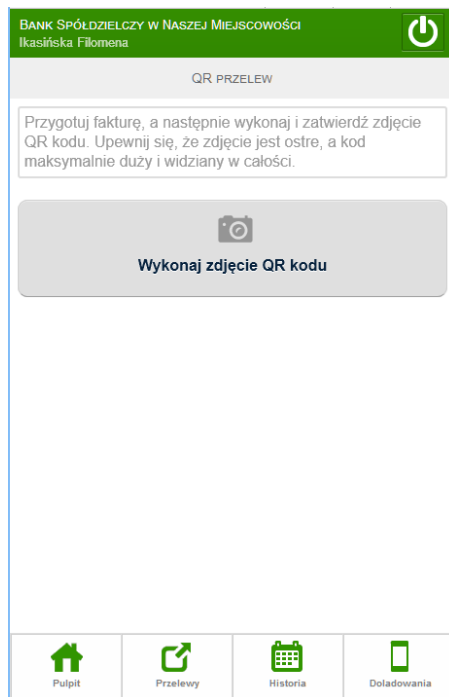 Bank Spółdzielczy w Naszej Miejscowości
Ikasińska Filomena
QR przelew
Przygotuj fakturę, a następnie wykonaj i zatwierdź zdjęcie
QR kodu. Upewnij się, że zdjęcie jest ostre, a kod
maksymalnie duży i widziany w całości.
Wykonaj zdjęcie QR kodu
Pulpit
Przelewy
Historia
Doladowania